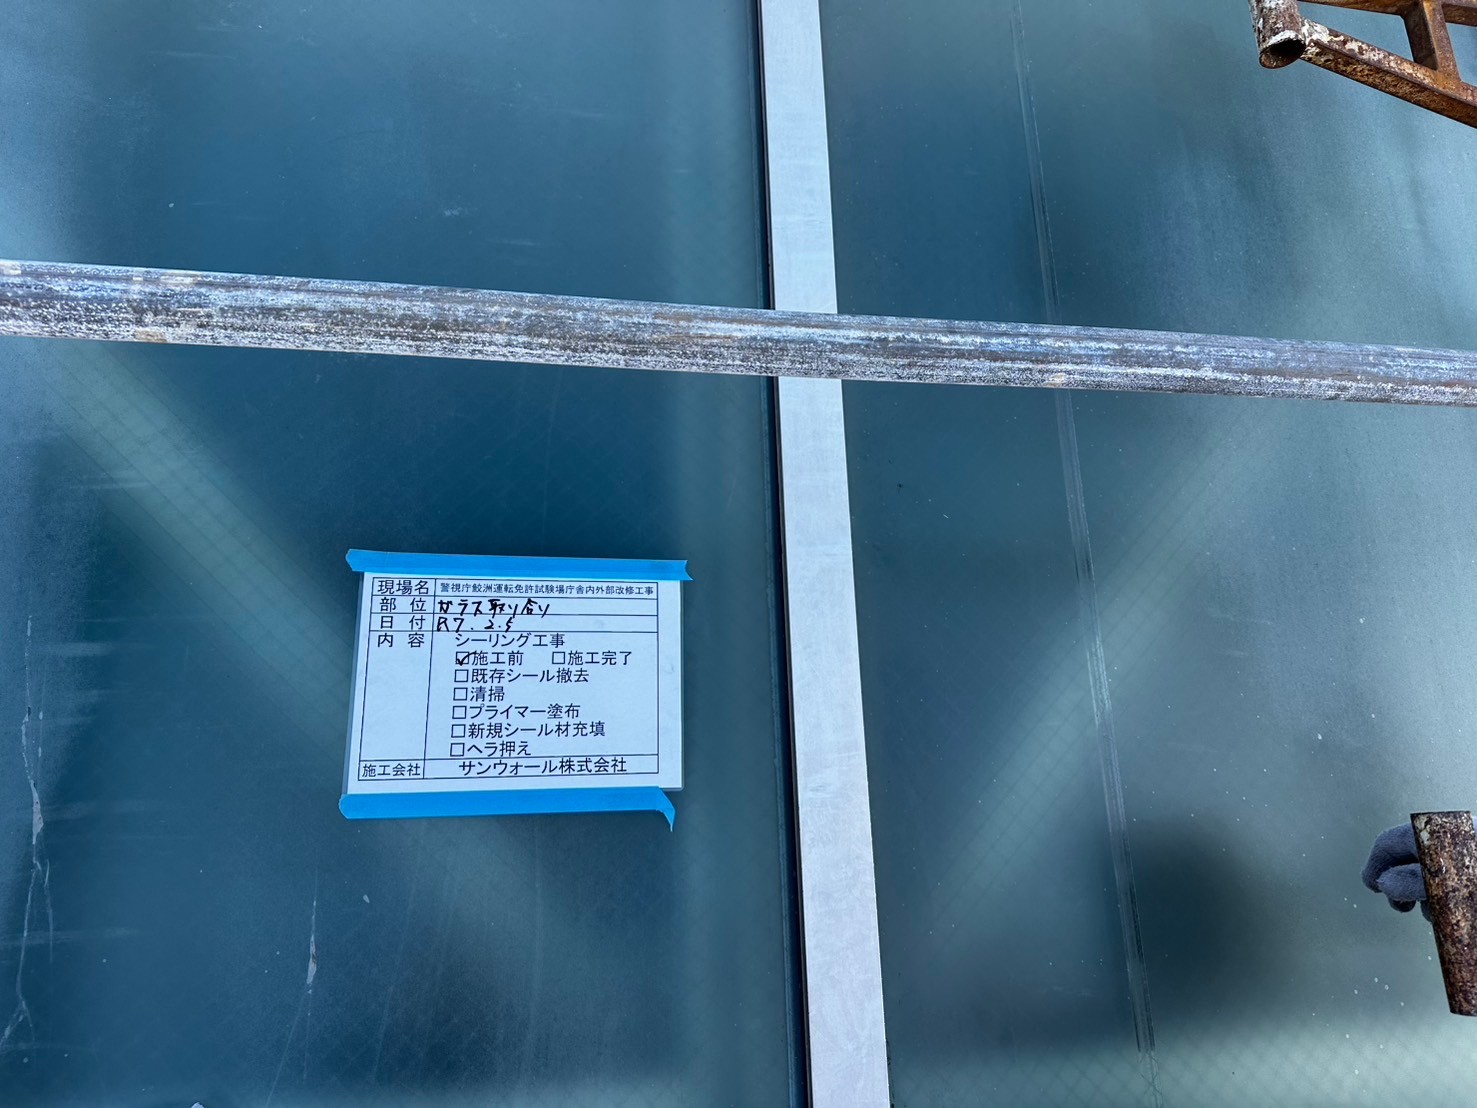 現場名 警視庁鮫洲運転免許試験場庁舎内外部改修工事
部 位 ガラス取り合い
日 付 R7.2.5
内 容 シーリング工事
☑施工前 □施工完了
□既存シール撤去
□清掃
□プライマー塗布
□新規シール材充填
□ヘラ押え
施工会社 サンウォール株式会社